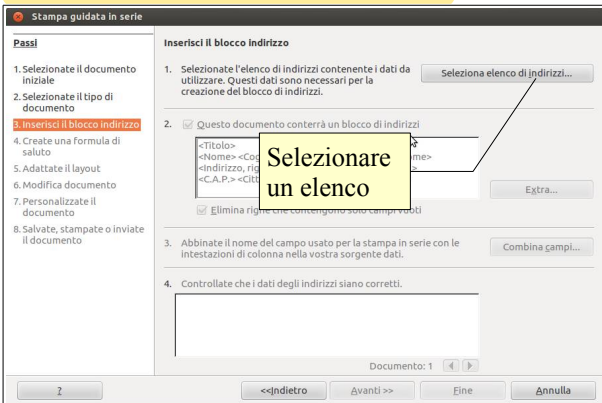 Stampa guidata in serie
Passi
1. Selezionate il documento
iniziale
2. Selezionate il tipo di
documento
3. Inserisci il blocco indirizzo
4. Create una formula di
saluto
5. Adattate il layout
6. Modifica documento
7. Personalizzate il
documento
8. Salvate, stampate o inviate
il documento
Inserisci il blocco indirizzo
1. Selezionate l'elenco di indirizzi contenente i dati da
utilizzare. Questi dati sono necessari per la
creazione del blocco di indirizzi.
Seleziona elenco di indirizzi...
2. Questo documento conterrà un blocco di indirizzi
<Titolo>
<Nome> <Cog
<Indirizzo, rig
<C.A.P.> <Citt
Selezionare
un elenco
Extra...
Elimina righe che contengono solo campi vuoti
3. Abbinate il nome del campo usato per la stampa in serie con le
intestazioni di colonna nella vostra sorgente dati.
Combina campi...
4. Controllate che i dati degli indirizzi siano corretti.
Documento: 1
?
<<Indietro
Avanti >>
Fine
Annulla